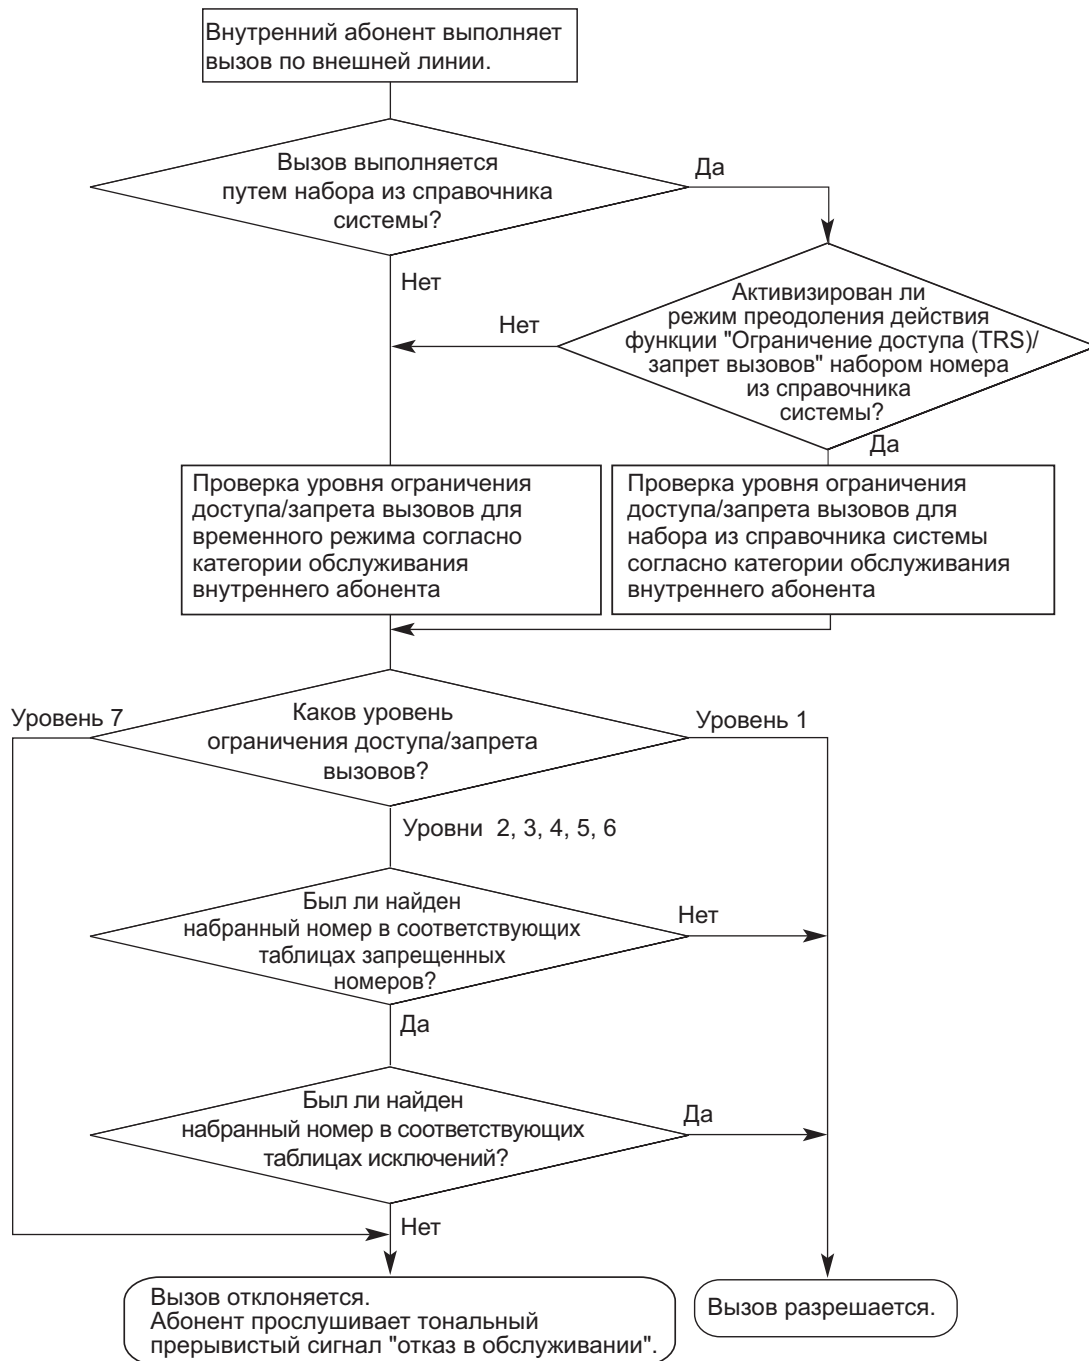 Внутренний абонент выполняет
вызов по внешней линии.
Вызов выполняется
путем набора из справочника
системы?
Да
Нет
Активизирован ли
режим преодоления действия
функции "Ограничение доступа (TRS)/
запрет вызовов" набором номера
из справочника
системы?
Нет
Да
Проверка уровня ограничения
доступа/запрета вызовов для
временного режима согласно
категории обслуживания
внутреннего абонента
Проверка уровня ограничения
доступа/запрета вызовов для
набора из справочника системы
согласно категории обслуживания
внутреннего абонента
Каков уровень
ограничения доступа/запрета
вызовов?
Уровень 7
Уровень 1
Уровни 2, 3, 4, 5, 6
Был ли найден
набранный номер в соответствующих
таблицах запрещенных
номеров?
Нет
Да
Был ли найден
набранный номер в соответствующих
таблицах исключений?
Да
Нет
Вызов отклоняется.
Абонент прослушивает тональный
прерывистый сигнал "отказ в обслуживании".
Вызов разрешается.